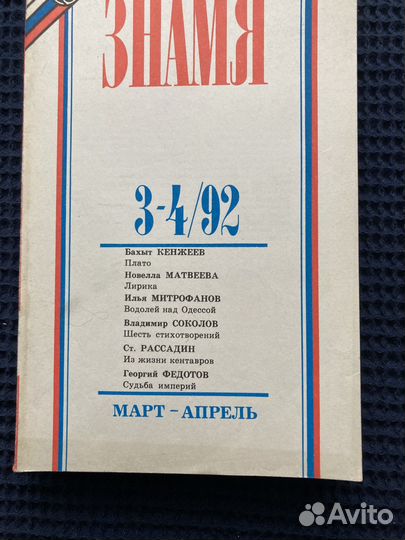 ЗНАМЯ
3-4/92
Бахыт КЕНЖЕЕВ
Плато
Новелла МАТВЕЕВА
Лирика
Илья МИТРОФАНОВ
Водолей над Одессой
Владимир СОКОЛОВ
Шесть стихотворений
Ст. РАССАДИН
Из жизни кентавров
Георгий ФЕДОТОВ
Судьба империй
МАРТ – АПРЕЛЬ
Avito